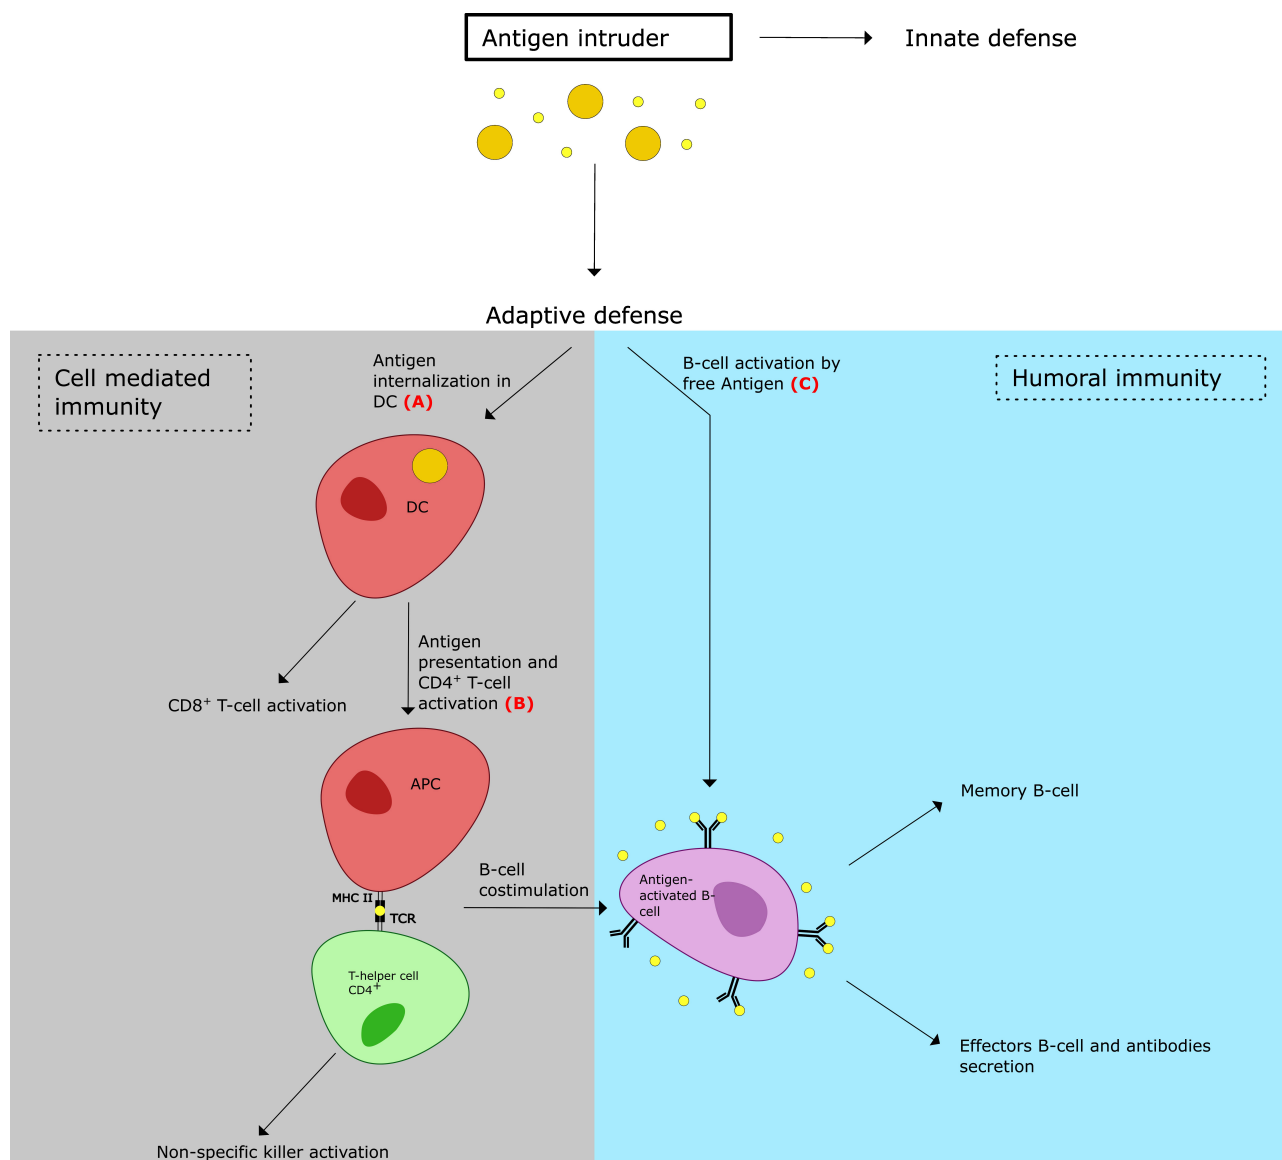 Antigen intruder
Innate defense
Adaptive defense
Cell mediated
immunity
Antigen
internalization in
DC (A)
B-cell activation by
free Antigen (C)
Humoral immunity
DC
Antigen
presentation and
CD4⁺ T-cell
activation (B)
CD8⁺ T-cell activation
APC
MHC II
TCR
B-cell
costimulation
Antigen-
activated B-
cell
Memory B-cell
T-helper cell
CD4⁺
Effectors B-cell and antibodies
secretion
Non-specific killer activation